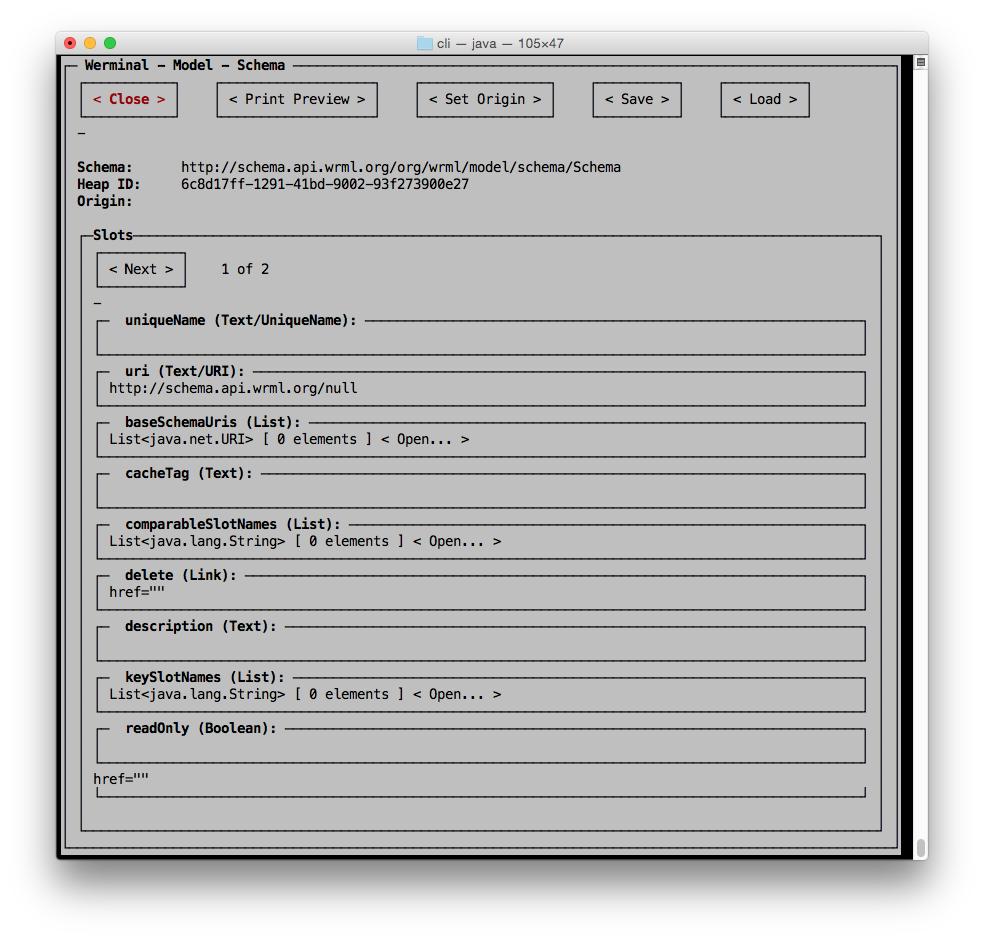 cli — java — 105×47
Werminal - Model - Schema
< Close > < Print Preview > < Set Origin > < Save > < Load >
Schema: http://schema.api.wrml.org/org/wrml/model/schema/Schema
Heap ID: 6c8d17ff-1291-41bd-9002-93f273900e27
Origin:
Slots
< Next > 1 of 2
uniqueName (Text/UniqueName):
uri (Text/URI):
http://schema.api.wrml.org/null
baseSchemaUris (List):
List<java.net.URI> [ 0 elements ] < Open... >
cacheTag (Text):
comparableSlotNames (List):
List<java.lang.String> [ 0 elements ] < Open... >
delete (Link):
href=""
description (Text):
keySlotNames (List):
List<java.lang.String> [ 0 elements ] < Open... >
readOnly (Boolean):
href=""